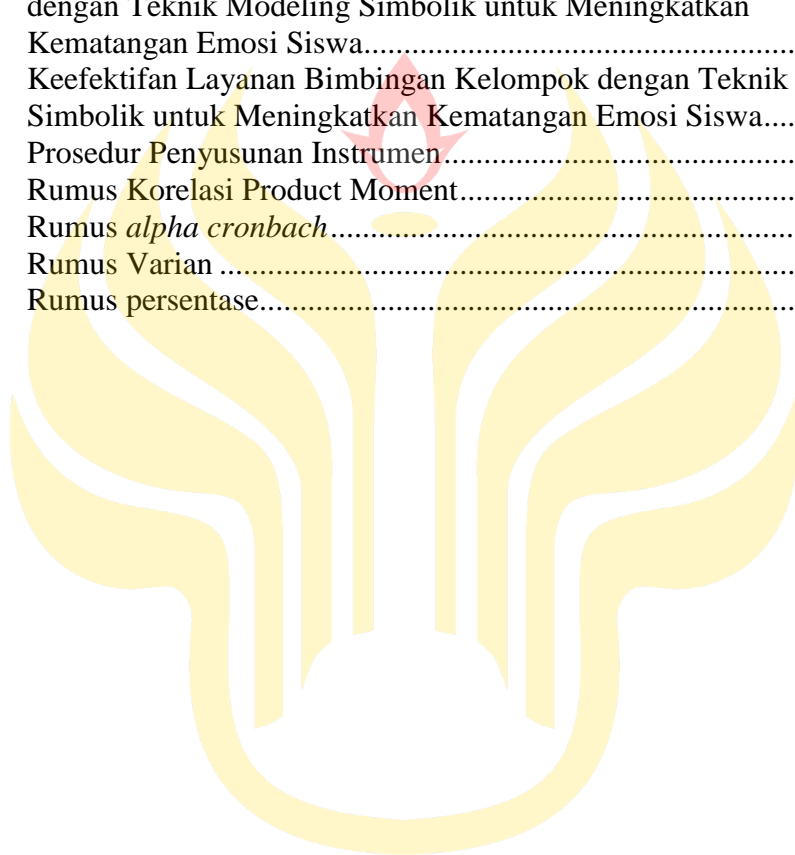 dengan Teknik Modeling Simbolik untuk Meningkatkan
Kematangan Emosi Siswa.............................................................
Keefektifan Layanan Bimbingan Kelompok dengan Teknik
Simbolik untuk Meningkatkan Kematangan Emosi Siswa....
Prosedur Penyusunan Instrumen.................................................
Rumus Korelasi Product Moment...............................................
Rumus alpha cronbach.................................................................
Rumus Varian ................................................................................
Rumus persentase..........................................................................